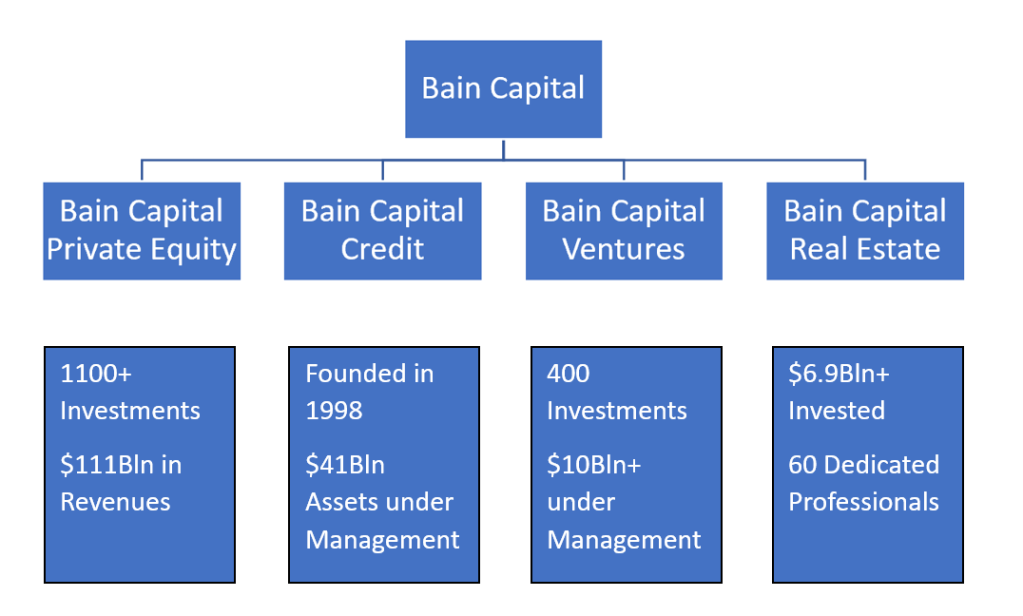 Bain Capital
Bain Capital
Private Equity
Bain Capital
Credit
Bain Capital
Ventures
Bain Capital
Real Estate
1100+
Investments
$111Bln in
Revenues
Founded in
1998
$41Bln
Assets under
Management
400
Investments
$10Bln+
under
Management
$6.9Bln+
Invested
60 Dedicated
Professionals